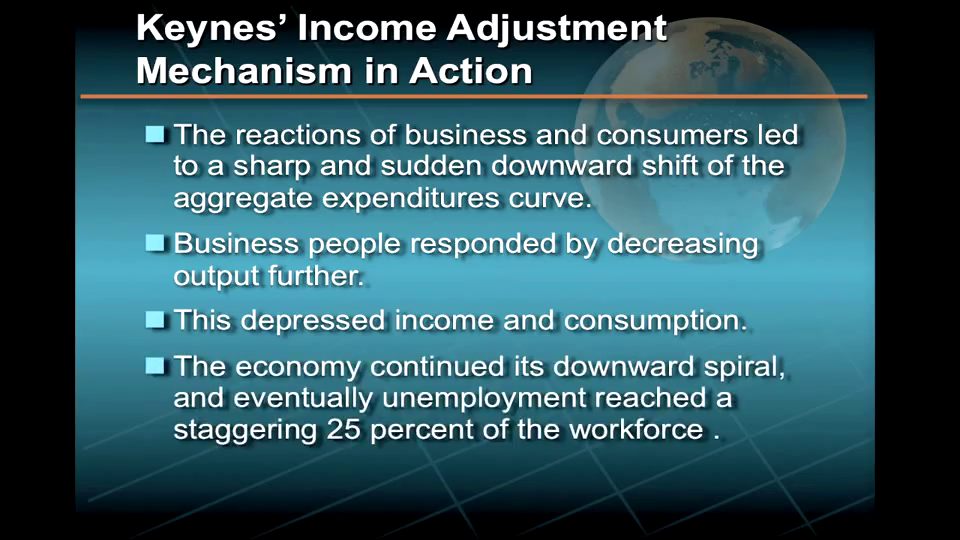 Keynes’ Income Adjustment
Mechanism in Action
The reactions of business and consumers led
to a sharp and sudden downward shift of the
aggregate expenditures curve.
Business people responded by decreasing
output further.
This depressed income and consumption.
The economy continued its downward spiral,
and eventually unemployment reached a
staggering 25 percent of the workforce .